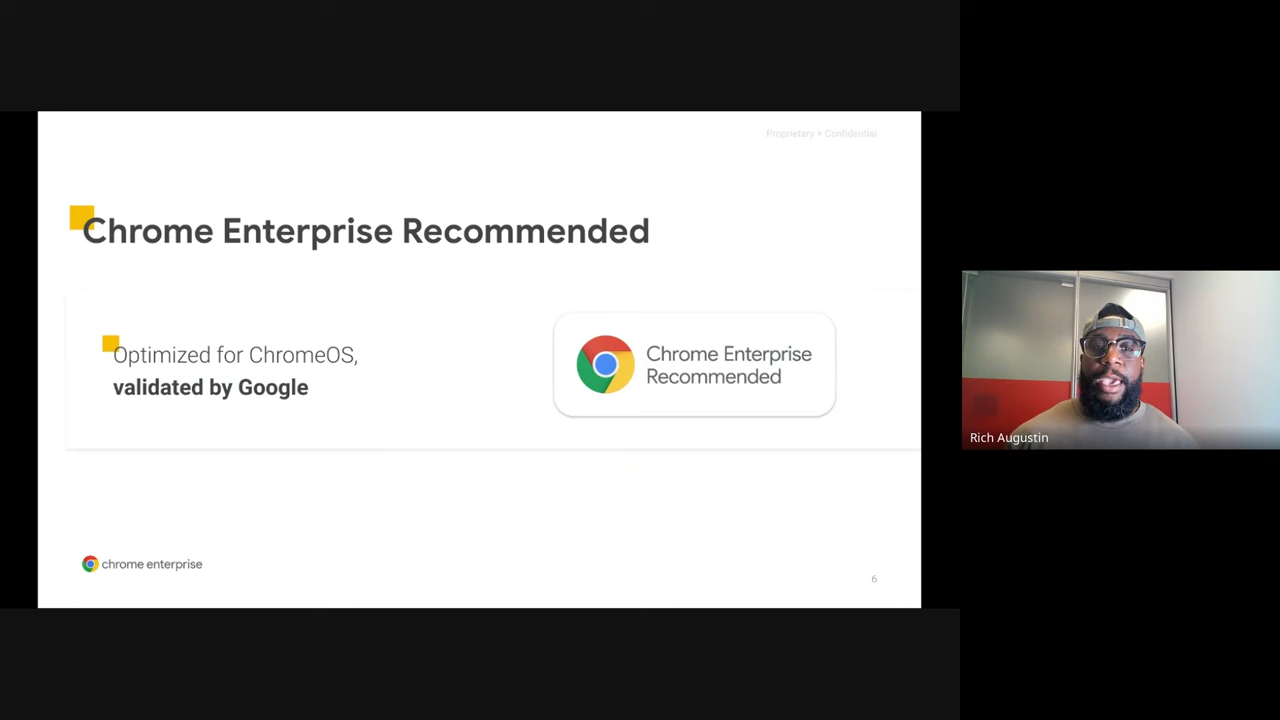 Proprietary + Confidential
Chrome Enterprise Recommended
Optimized for ChromeOS,
validated by Google
Chrome Enterprise
Recommended
chrome enterprise
6
Rich Augustin